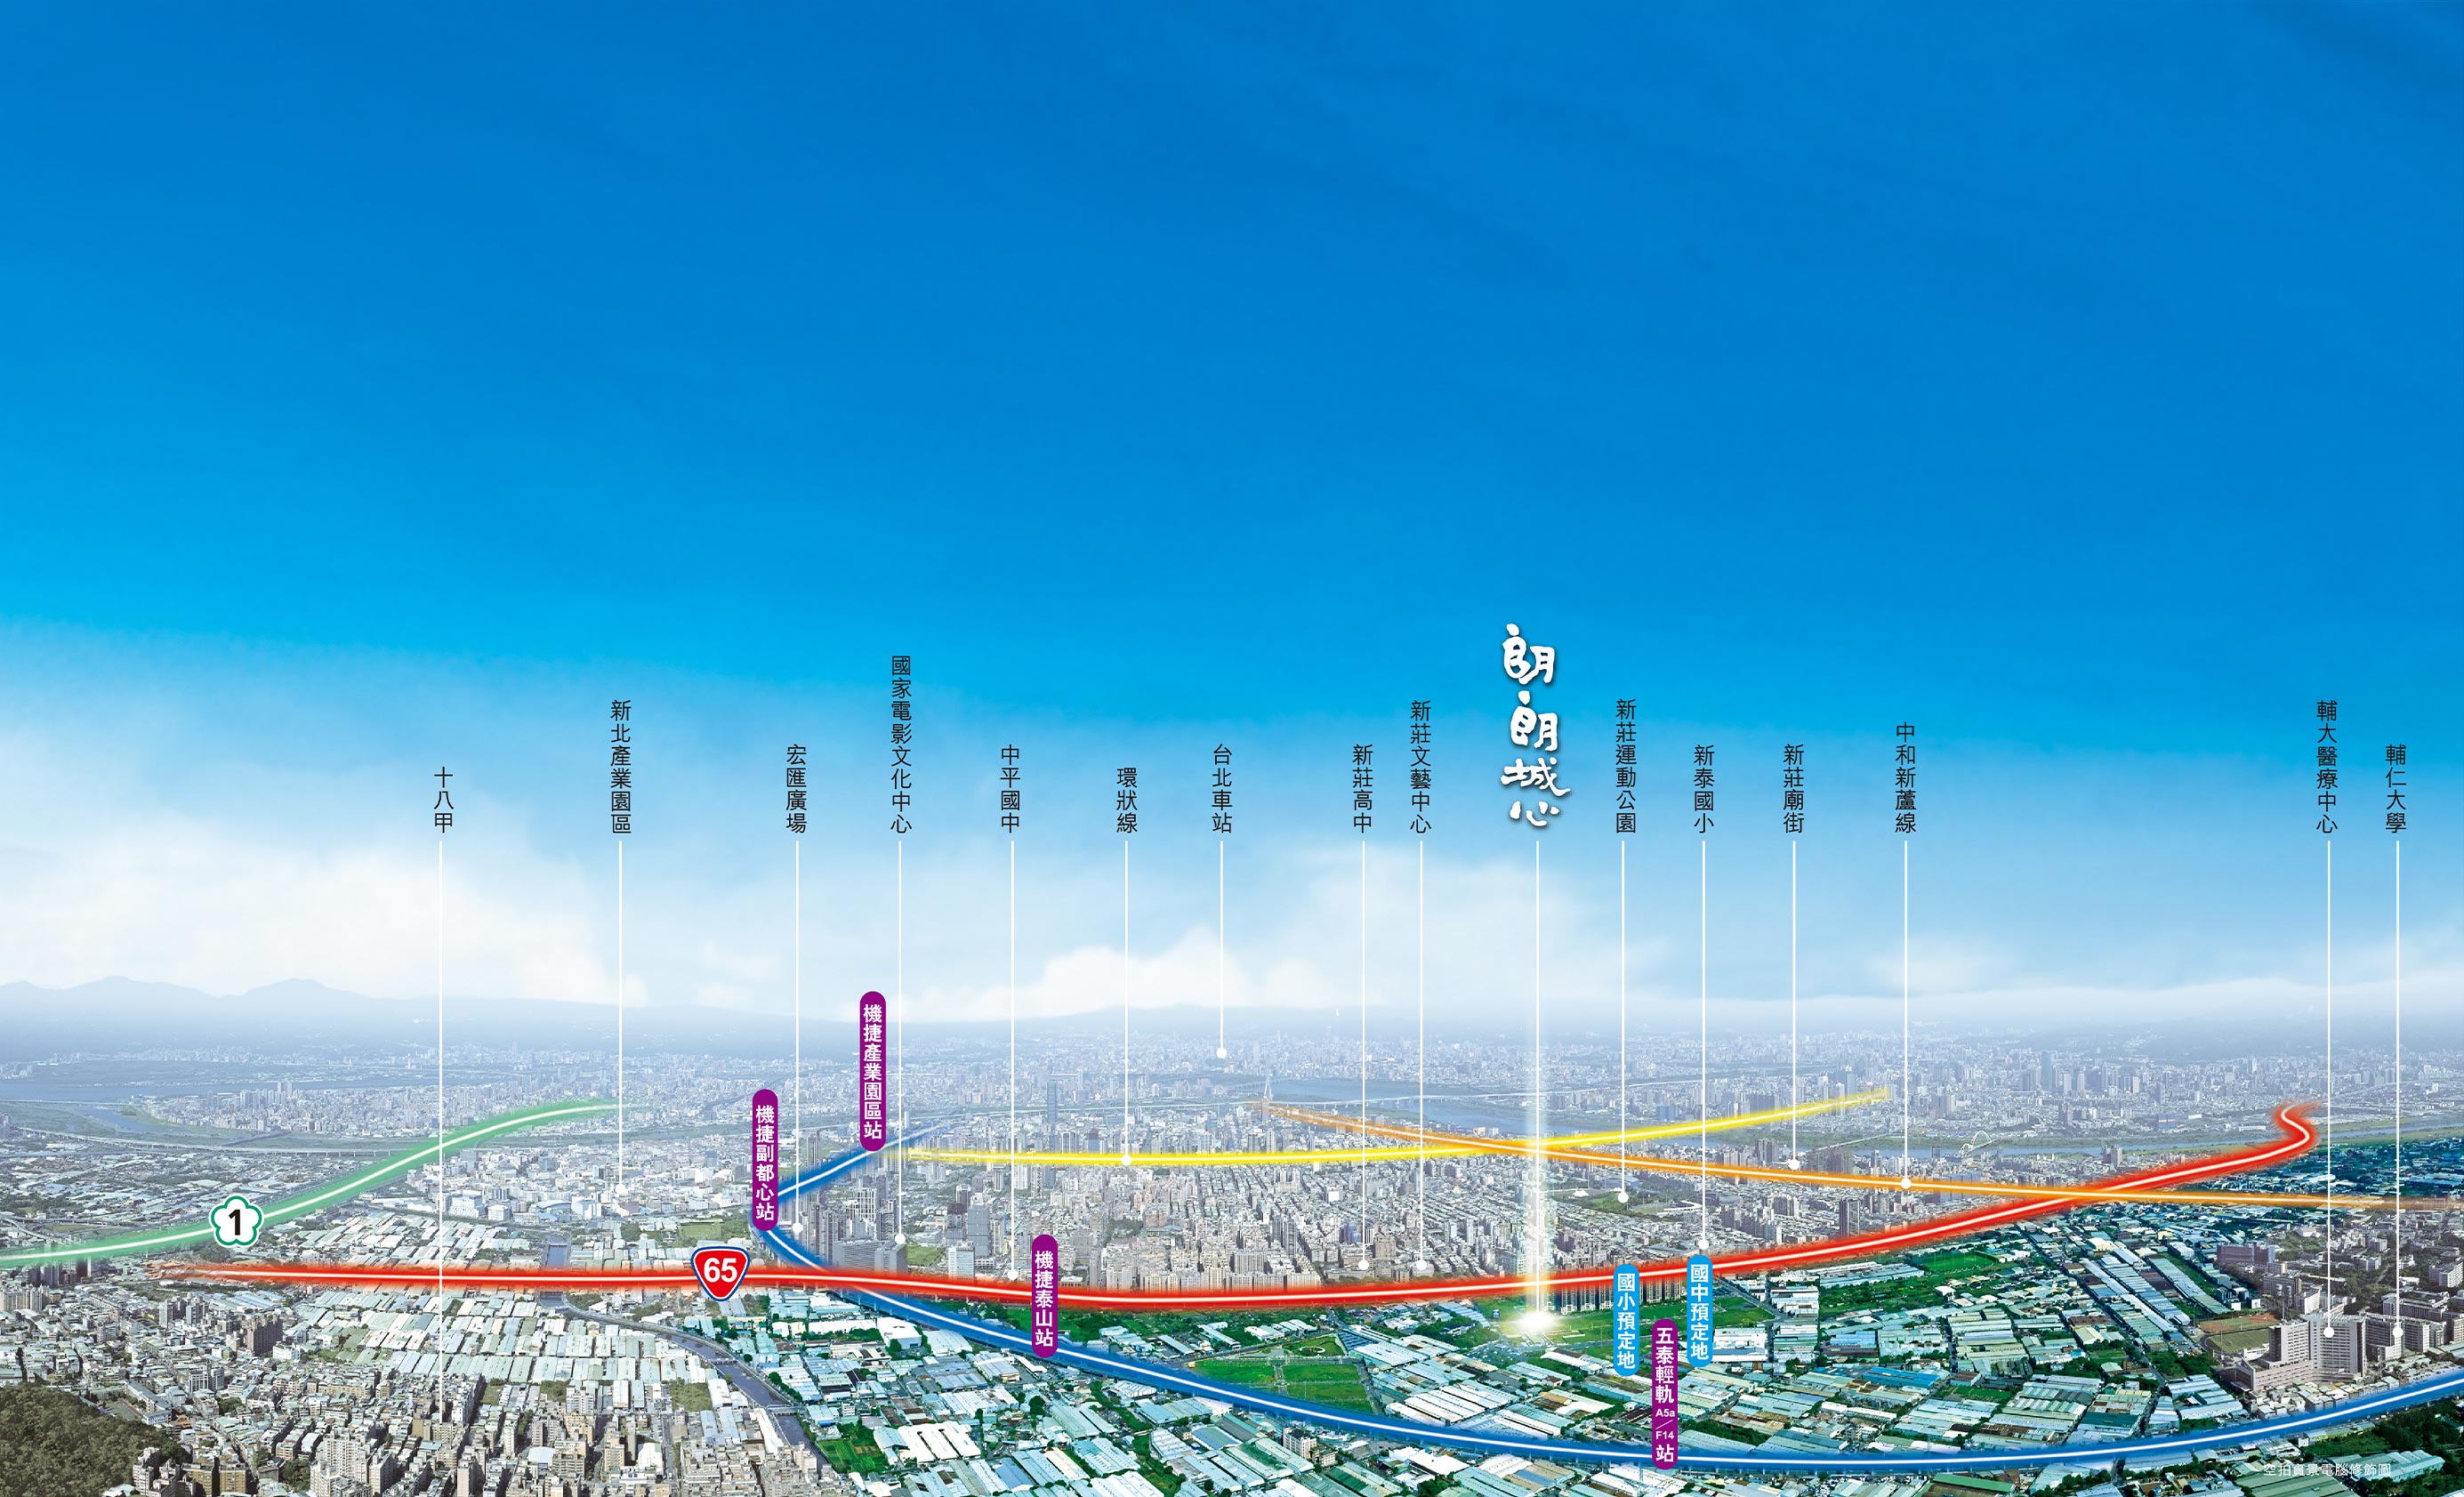 十八甲
新北產業園區
宏匯廣場
國家電影文化中心
中平國中
環狀線
台北車站
新莊高中
新莊文藝中心
朗朗城心
新莊運動公園
新泰國小
新莊廟街
中和新蘆線
輔大醫療中心
輔仁大學
機捷產業園區站
機捷副都心站
1
65
機捷泰山站
國小預定地
國中預定地
五泰輕軌A5a/F14站
空拍實景電腦修飾圖